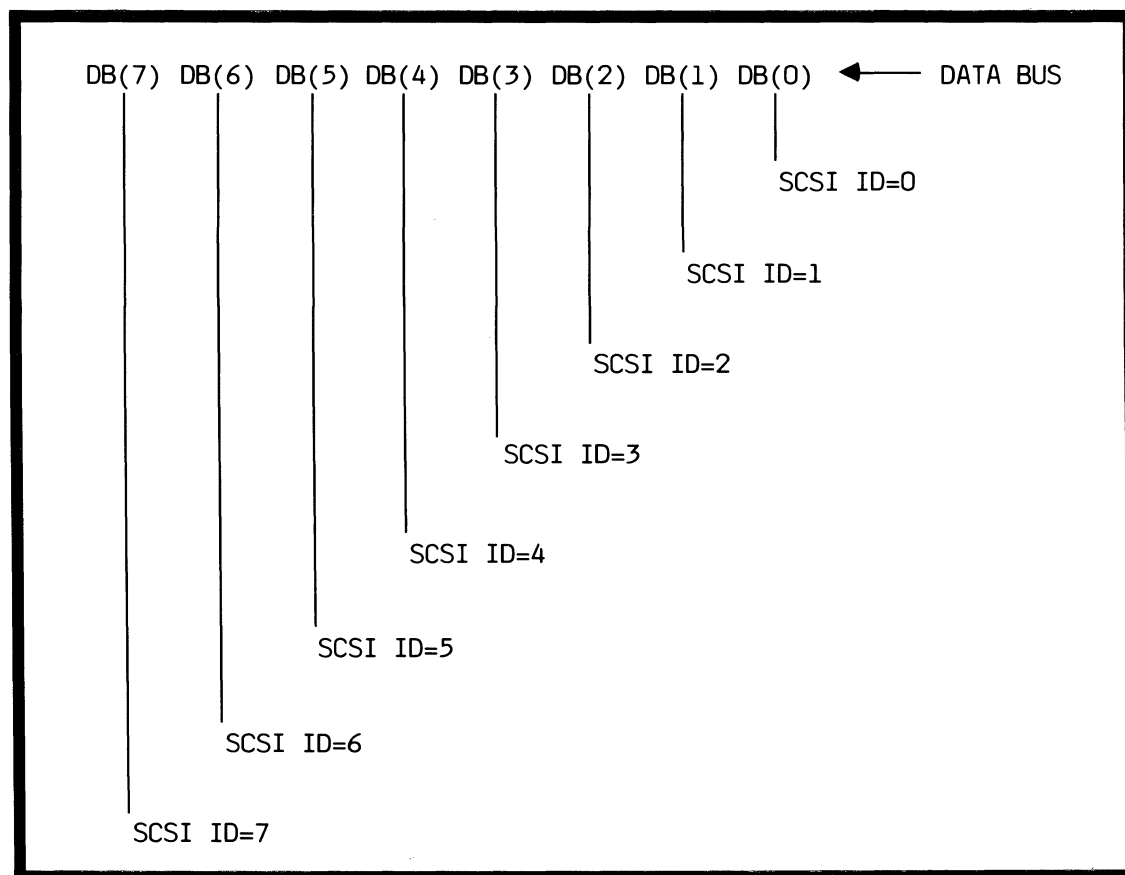 DB(7) DB(6) DB(5) DB(4) DB(3) DB(2) DB(1) DB(0) DATA BUS
SCSI ID=0
SCSI ID=1
SCSI ID=2
SCSI ID=3
SCSI ID=4
SCSI ID=5
SCSI ID=6
SCSI ID=7